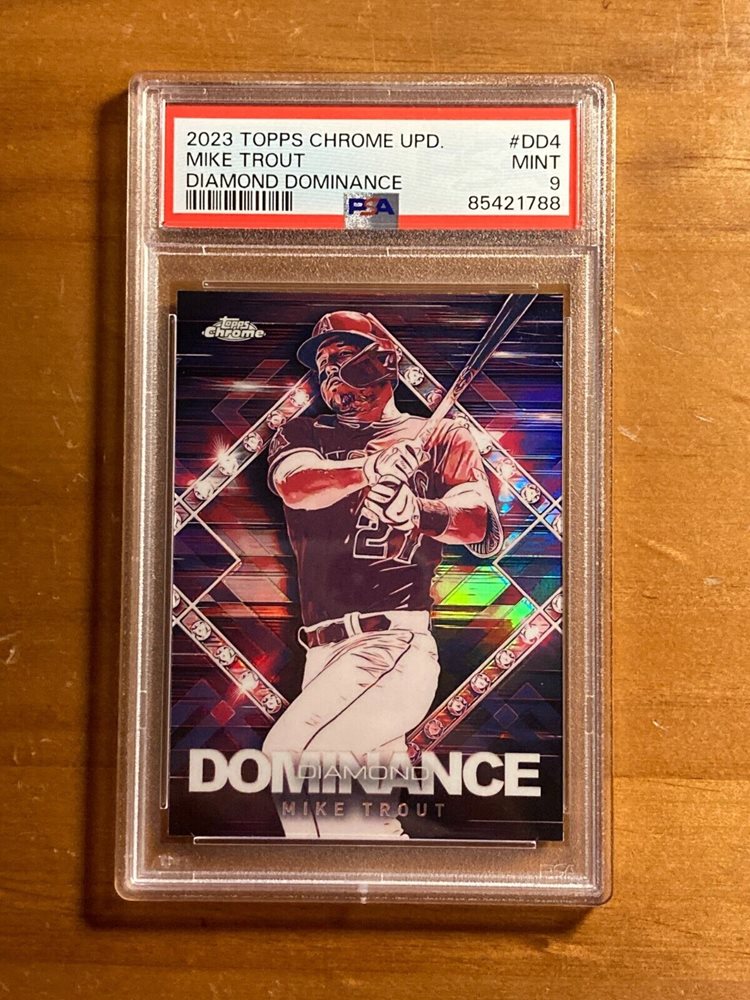 2023 TOPPS CHROME UPD. #DD4
MIKE TROUT MINT
DIAMOND DOMINANCE 9
PSA 85421788
Topps
Chrome
A
27
DOMINANCE
DIAMOND
MIKE TROUT